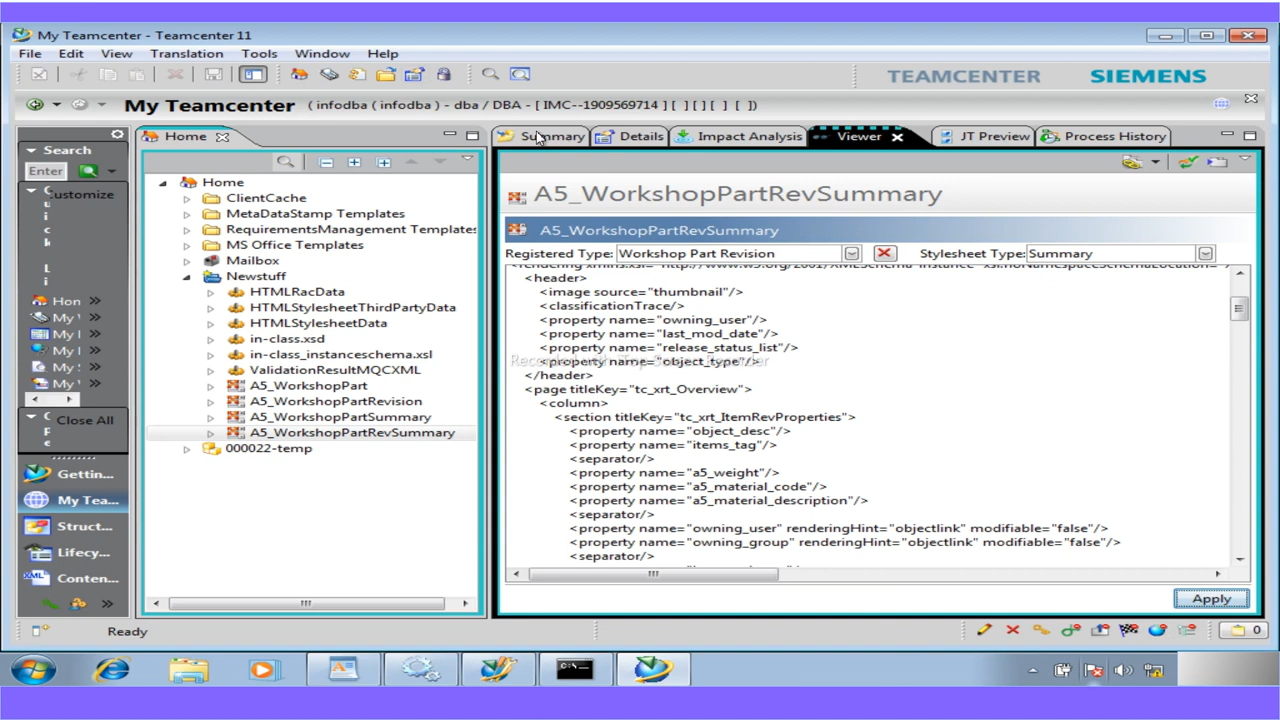 My Teamcenter - Teamcenter 11
File Edit View Translation Tools Window Help
TEAMCENTER SIEMENS
My Teamcenter ( infodba ( infodba ) - dba / DBA - [ IMC--1909569714 ] [ ] [ ] [ ] [ ])
Search
Enter
Customize
Hon
My
My I
My I
My :
My '
Close All
Gettin...
My Tea...
Struct...
Lifecy...
Conten...
Home
Home
ClientCache
MetaDataStamp Templates
RequirementsManagement Templates
MS Office Templates
Mailbox
Newstuff
HTMLRacData
HTMLStylesheetThirdPartyData
HTMLStylesheetData
in-class.xsd
in-class_instanceschema.xsl
ValidationResultMQCXML
A5_WorkshopPart
A5_WorkshopPartRevision
A5_WorkshopPartSummary
A5_WorkshopPartRevSummary
000022-temp
Summary Details Impact Analysis Viewer JT Preview Process History
A5_WorkshopPartRevSummary
A5_WorkshopPartRevSummary
Registered Type: Workshop Part Revision Stylesheet Type: Summary
<header>
<image source="thumbnail"/>
<classificationTrace/>
<property name="owning_user"/>
<property name="last_mod_date"/>
<property name="release_status_list"/>
<property name="object_type"/>
</header>
<page titleKey="tc_xrt_Overview">
<column>
<section titleKey="tc_xrt_ItemRevProperties">
<property name="object_desc"/>
<property name="items_tag"/>
<separator/>
<property name="a5_weight"/>
<property name="a5_material_code"/>
<property name="a5_material_description"/>
<separator/>
<property name="owning_user" renderingHint="objectlink" modifiable="false"/>
<property name="owning_group" renderingHint="objectlink" modifiable="false"/>
<separator/>
Apply
Ready
0